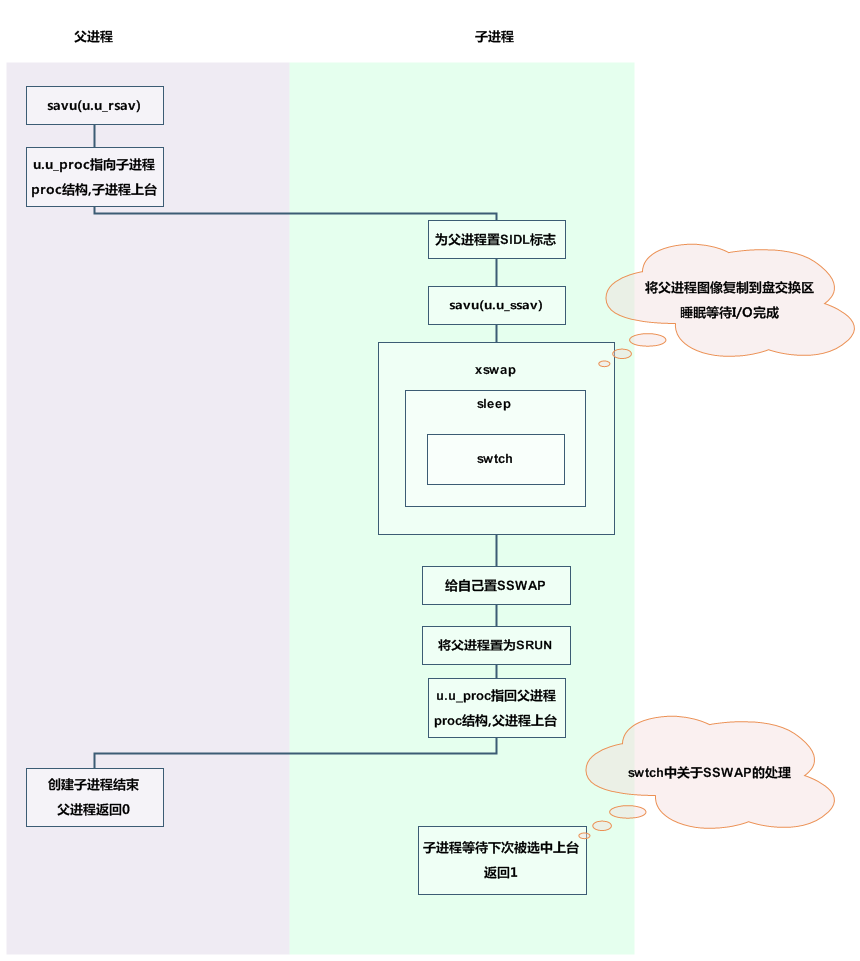 父进程
子进程
savu(u.u_rsav)
u.u_proc指向子进程
proc结构,子进程上台
为父进程置SIDL标志
将父进程图像复制到盘交换区
睡眠等待I/O完成
savu(u.u_ssav)
xswap
sleep
swtch
给自己置SSWAP
将父进程置为SRUN
u.u_proc指回父进程
proc结构,父进程上台
创建子进程结束
父进程返回0
swtch中关于SSWAP的处理
子进程等待下次被选中上台
返回1